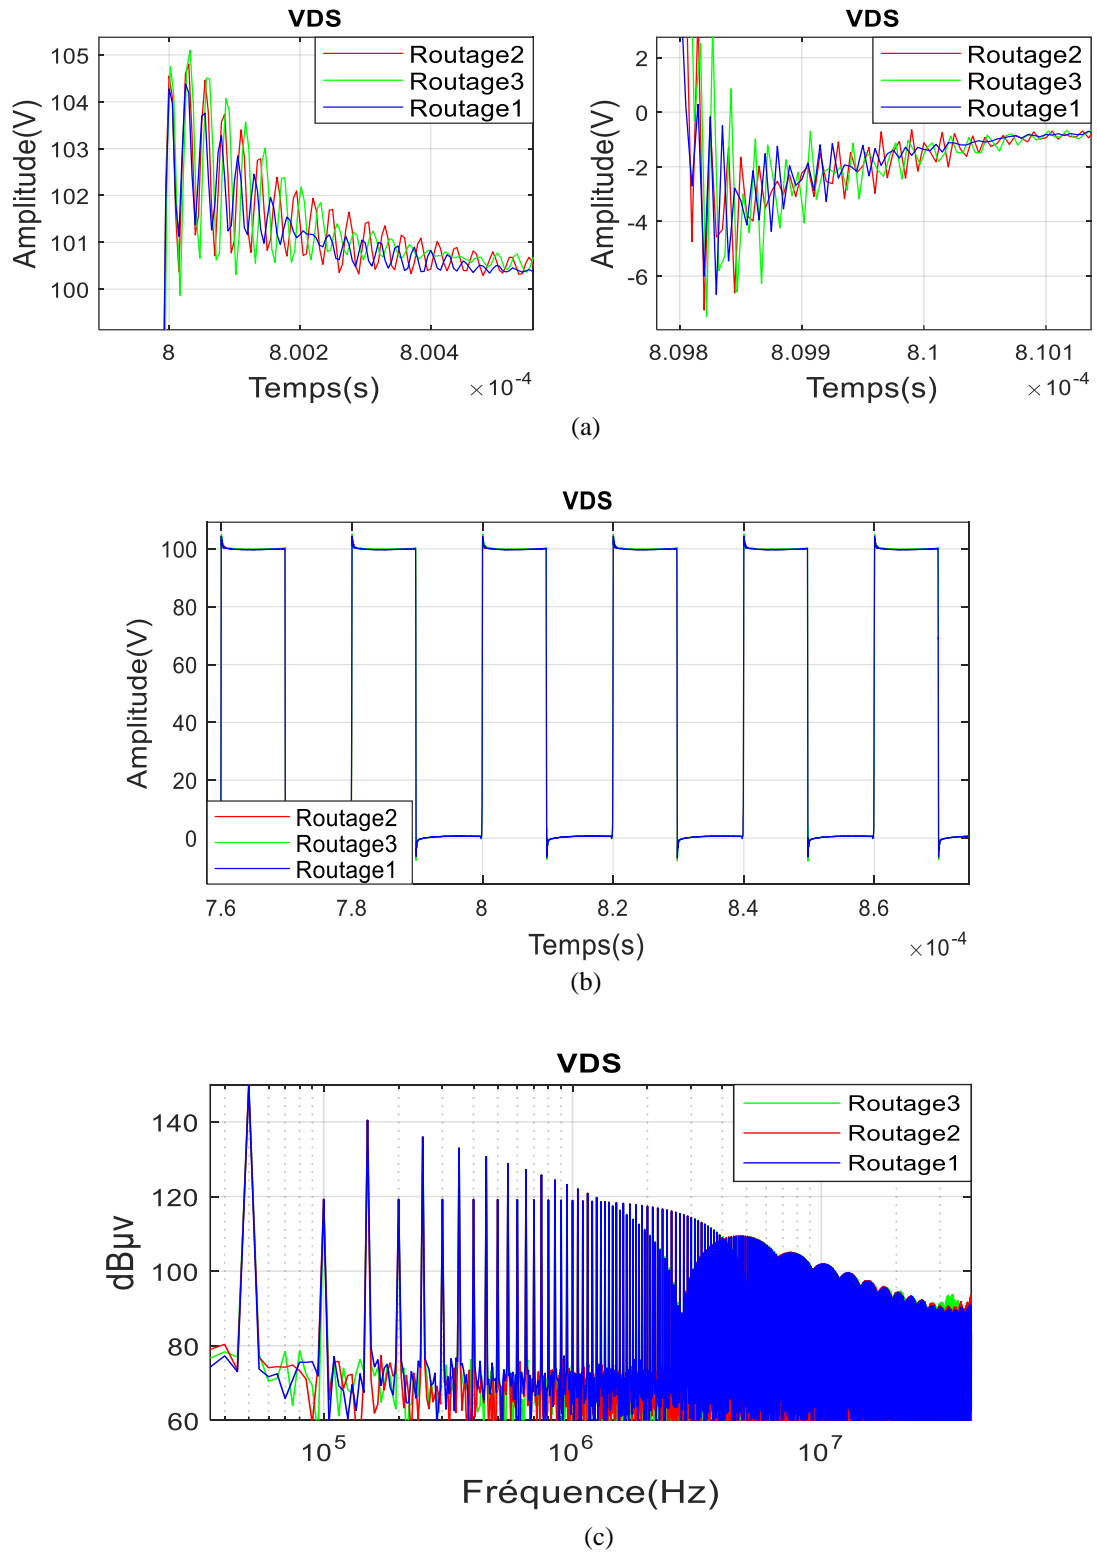 VDS
105
104
103
102
101
100
Amplitude(V)
Routage2
Routage3
Routage1
8
8.002
8.004
Temps(s)
×10-4
VDS
2
0
-2
-4
-6
Amplitude(V)
Routage2
Routage3
Routage1
8.098
8.099
8.1
8.101
Temps(s)
×10-4
(a)
VDS
100
80
60
40
20
0
Amplitude(V)
Routage2
Routage3
Routage1
7.6
7.8
8
8.2
8.4
8.6
Temps(s)
×10-4
(b)
VDS
140
120
100
80
60
dBµv
Routage3
Routage2
Routage1
105
106
107
Fréquence(Hz)
(c)